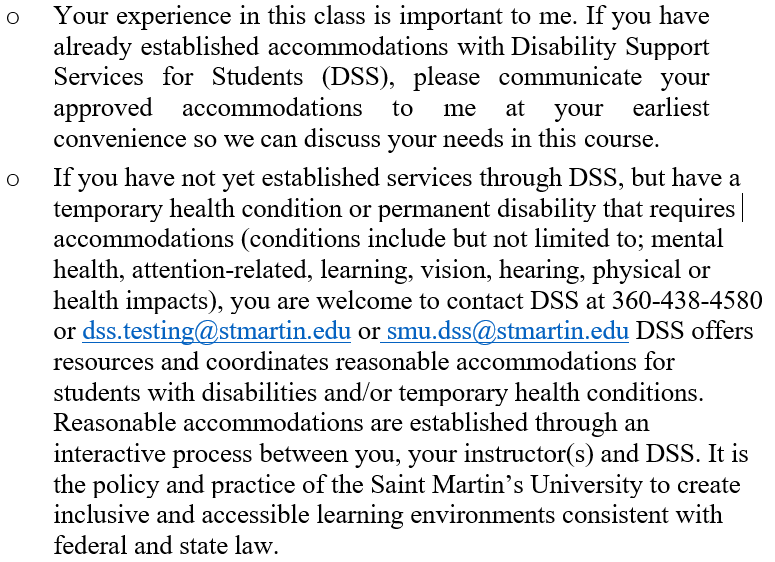 o Your experience in this class is important to me. If you have
already established accommodations with Disability Support
Services for Students (DSS), please communicate your
approved accommodations to me at your earliest
convenience so we can discuss your needs in this course.
o If you have not yet established services through DSS, but have a
temporary health condition or permanent disability that requires
accommodations (conditions include but not limited to; mental
health, attention-related, learning, vision, hearing, physical or
health impacts), you are welcome to contact DSS at 360-438-4580
or dss.testing@stmartin.edu or smu.dss@stmartin.edu DSS offers
resources and coordinates reasonable accommodations for
students with disabilities and/or temporary health conditions.
Reasonable accommodations are established through an
interactive process between you, your instructor(s) and DSS. It is
the policy and practice of the Saint Martin’s University to create
inclusive and accessible learning environments consistent with
federal and state law.